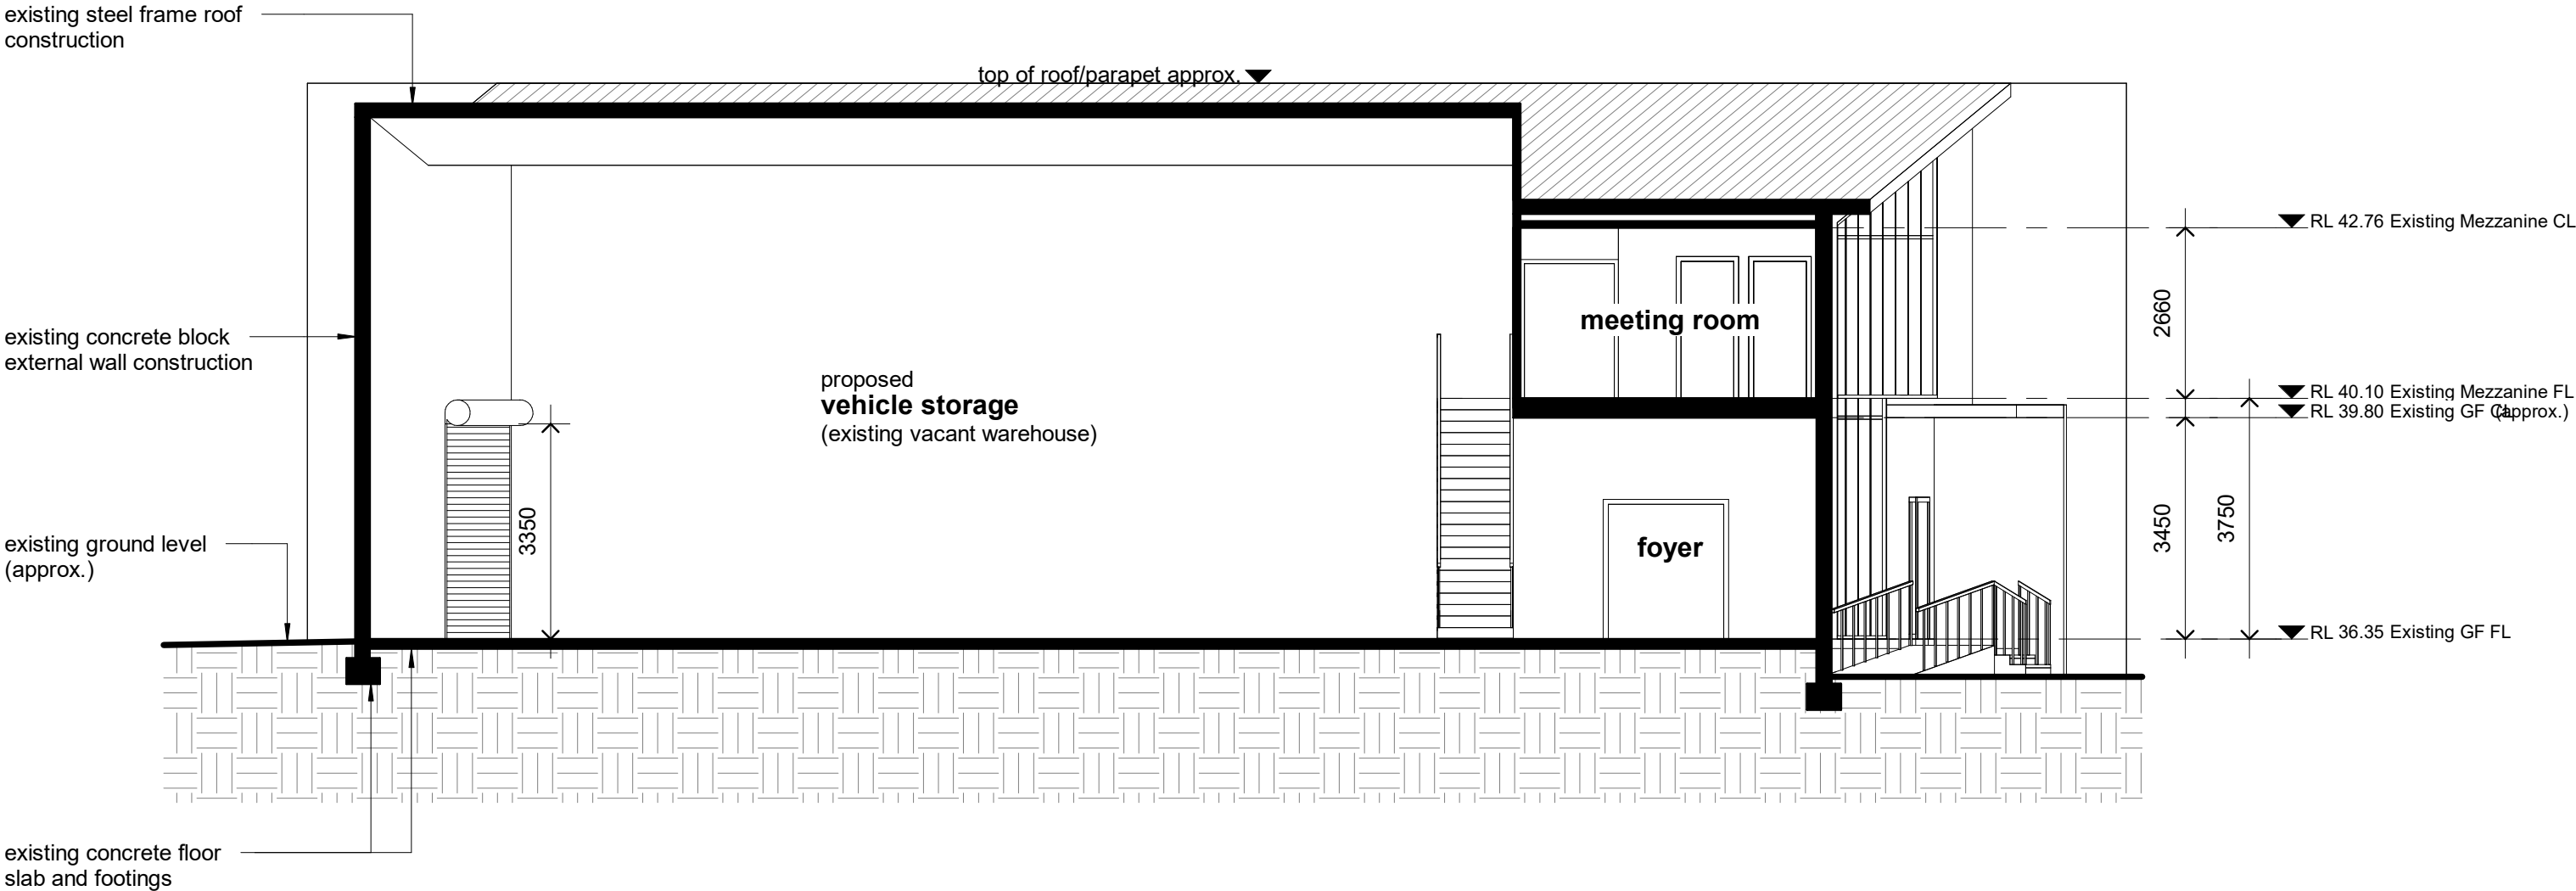 existing steel frame roof
construction
top of roof/parapet approx.
RL 42.76 Existing Mezzanine CL
2660
existing concrete block
external wall construction
meeting room
proposed
vehicle storage
(existing vacant warehouse)
RL 40.10 Existing Mezzanine FL
RL 39.80 Existing GF CL (approx.)
3350
3450
3750
existing ground level
(approx.)
foyer
RL 36.35 Existing GF FL
existing concrete floor
slab and footings